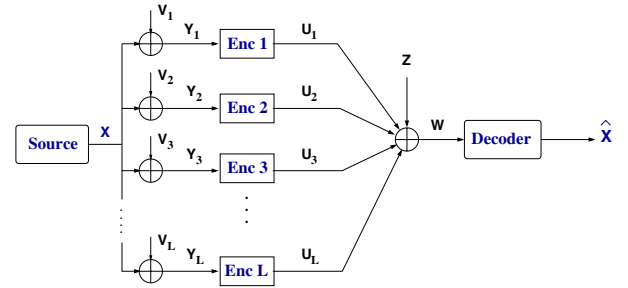 V1
Y1
Enc 1
U1
V2
Y2
Enc 2
U2
Z
Source
X
V3
Y3
Enc 3
U3
W
Decoder
X̂
VL
YL
Enc L
UL